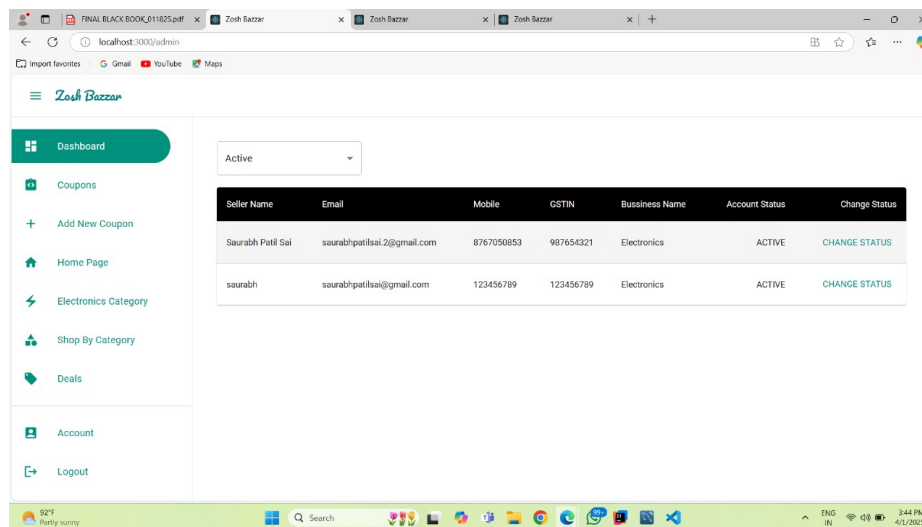 FINAL BLACK BOOK_011825.pdf Zosh Bazzar Zosh Bazzar Zosh Bazzar
localhost:3000/admin
Import favorites Gmail YouTube Maps
Zosh Bazzar
Dashboard
Coupons
Add New Coupon
Home Page
Electronics Category
Shop By Category
Deals
Account
Logout
Active
Seller Name Email Mobile GSTIN Bussiness Name Account Status Change Status
Saurabh Patil Sai saurabhpatilsai.2@gmail.com 8767050853 987654321 Electronics ACTIVE CHANGE STATUS
saurabh saurabhpatilsai@gmail.com 123456789 123456789 Electronics ACTIVE CHANGE STATUS
92°F
Partly sunny
Search
99+
ENG
IN
3:44 PM